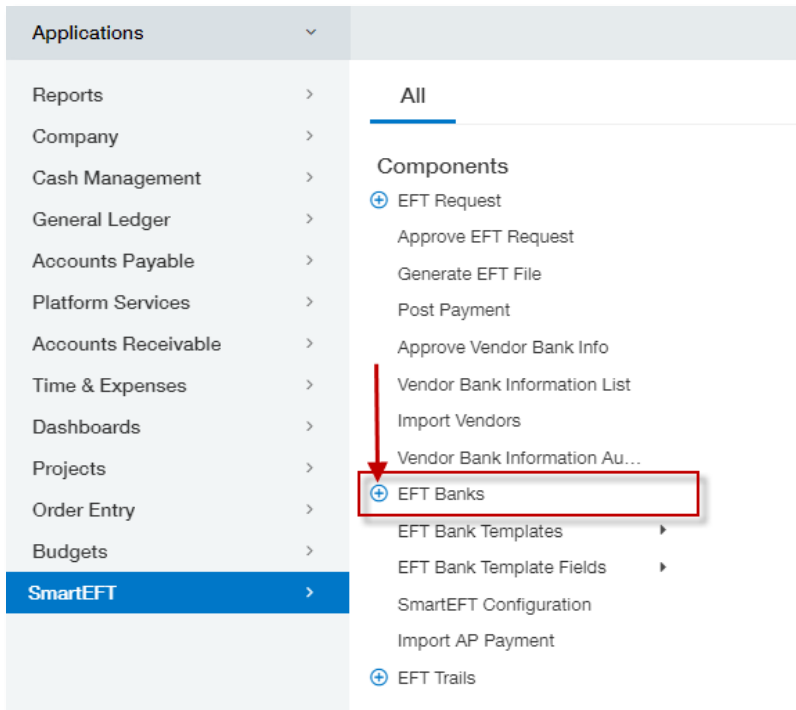 Applications
Reports
Company
Cash Management
General Ledger
Accounts Payable
Platform Services
Accounts Receivable
Time & Expenses
Dashboards
Projects
Order Entry
Budgets
SmartEFT
All
Components
EFT Request
Approve EFT Request
Generate EFT File
Post Payment
Approve Vendor Bank Info
Vendor Bank Information List
Import Vendors
Vendor Bank Information Au...
EFT Banks
EFT Bank Templates
EFT Bank Template Fields
SmartEFT Configuration
Import AP Payment
EFT Trails